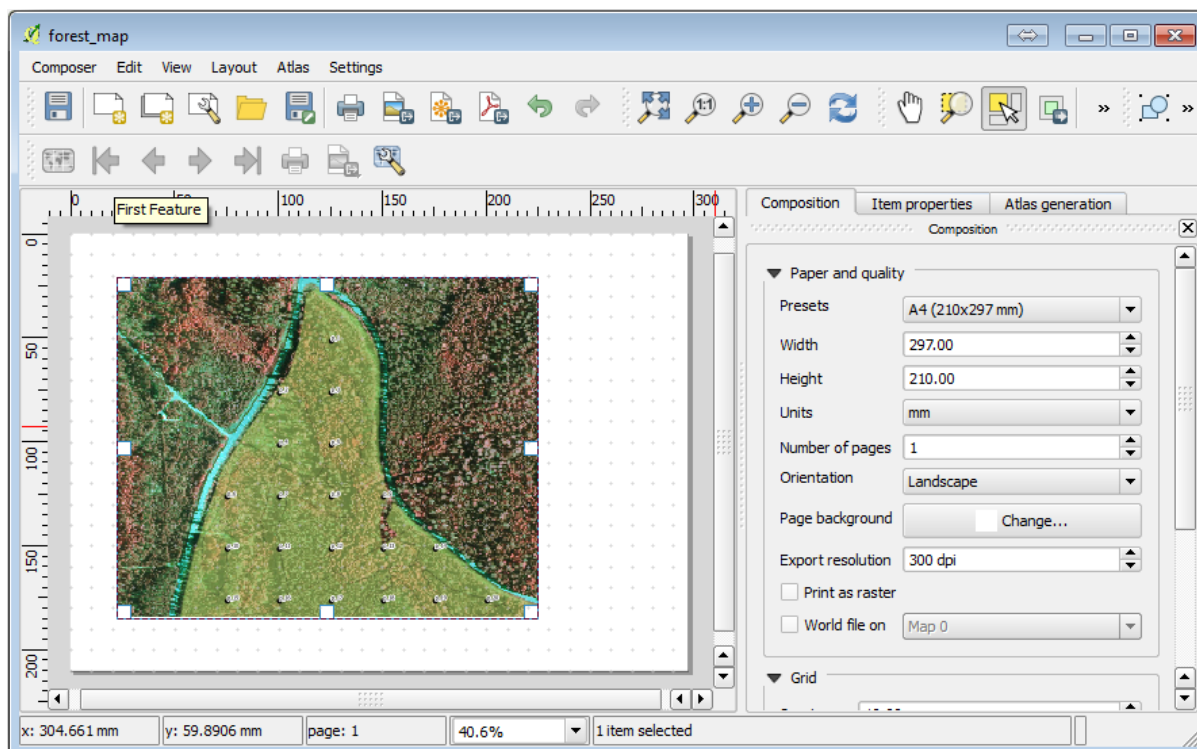 forest_map
Composer Edit View Layout Atlas Settings
1:1
» »
0 50 100 150 200 250 300
First Feature
0
50
100
150
200
Composition Item properties Atlas generation
Composition
Paper and quality
Presets A4 (210x297 mm)
Width 297.00
Height 210.00
Units mm
Number of pages 1
Orientation Landscape
Page background Change...
Export resolution 300 dpi
Print as raster
World file on Map 0
Grid
x: 304.661 mm y: 59.8906 mm page: 1 40.6% 1 item selected